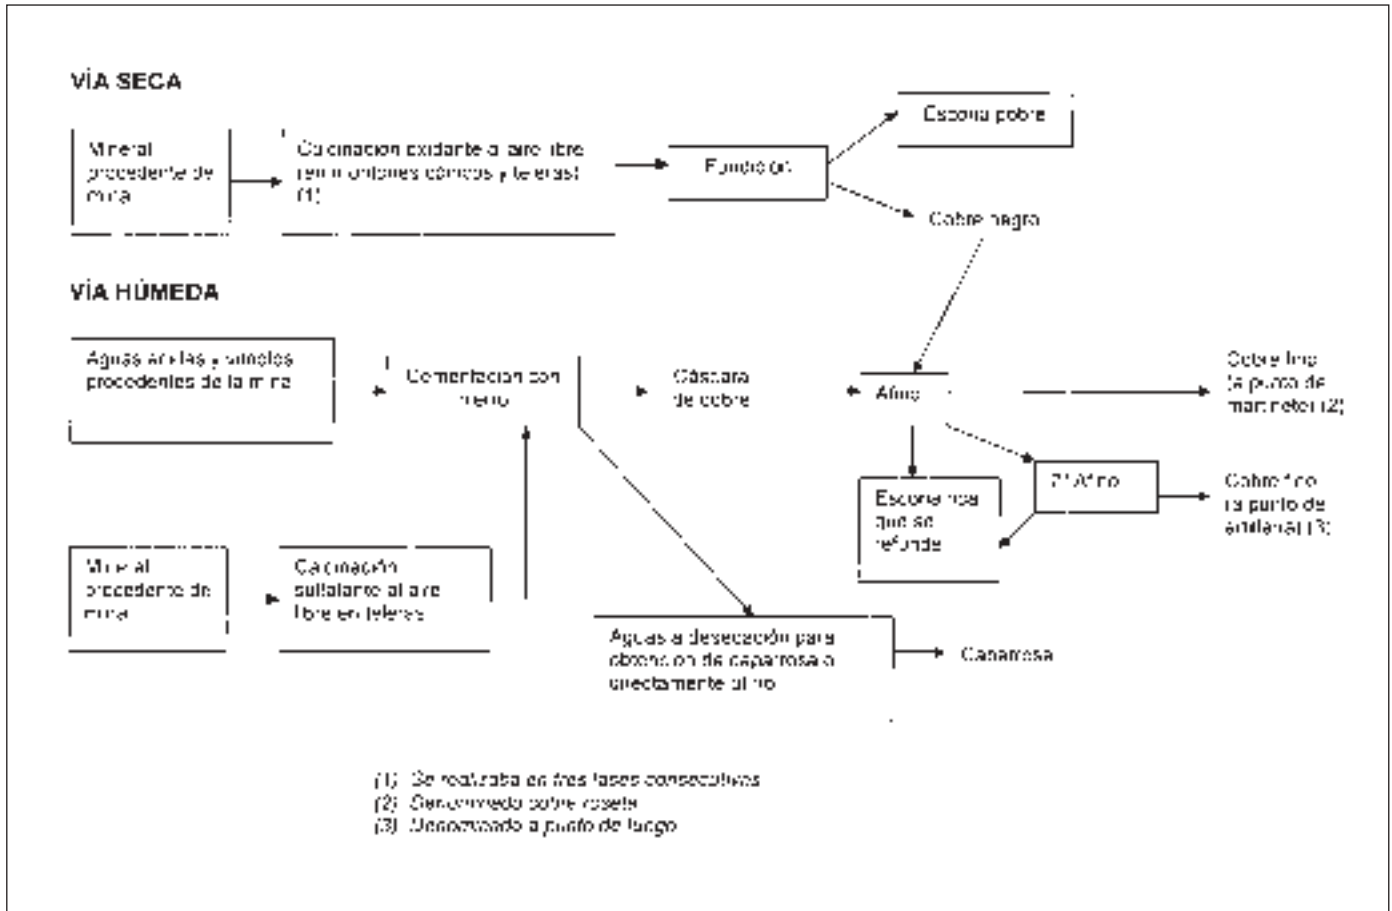 VÍA SECA
Mineral
procedente de
mina
Calcinación oxidante al aire libre
(en montones cónicos y teleras)
(1)
Fundición
Escoria pobre
Cobre negro
VÍA HÚMEDA
Aguas y
procedentes de la mina
Cementación con
hierro
Cáscara
de cobre
Afino
Cobre fino
(a punto de
martinete) (2)
2º Afino
Cobre fino
(a punto de
artillería) (3)
Escoria rica
que se
refunde
Mineral
procedente de
mina
Calcinación
sulfatante al aire
libre en teleras
Aguas a desecación para
obtención de caparrosa o
directamente al río
Caparrosa
(1) Se realizaba en tres fases consecutivas
(2) Denominado cobre roseta
(3) Denominado a punto de fuego